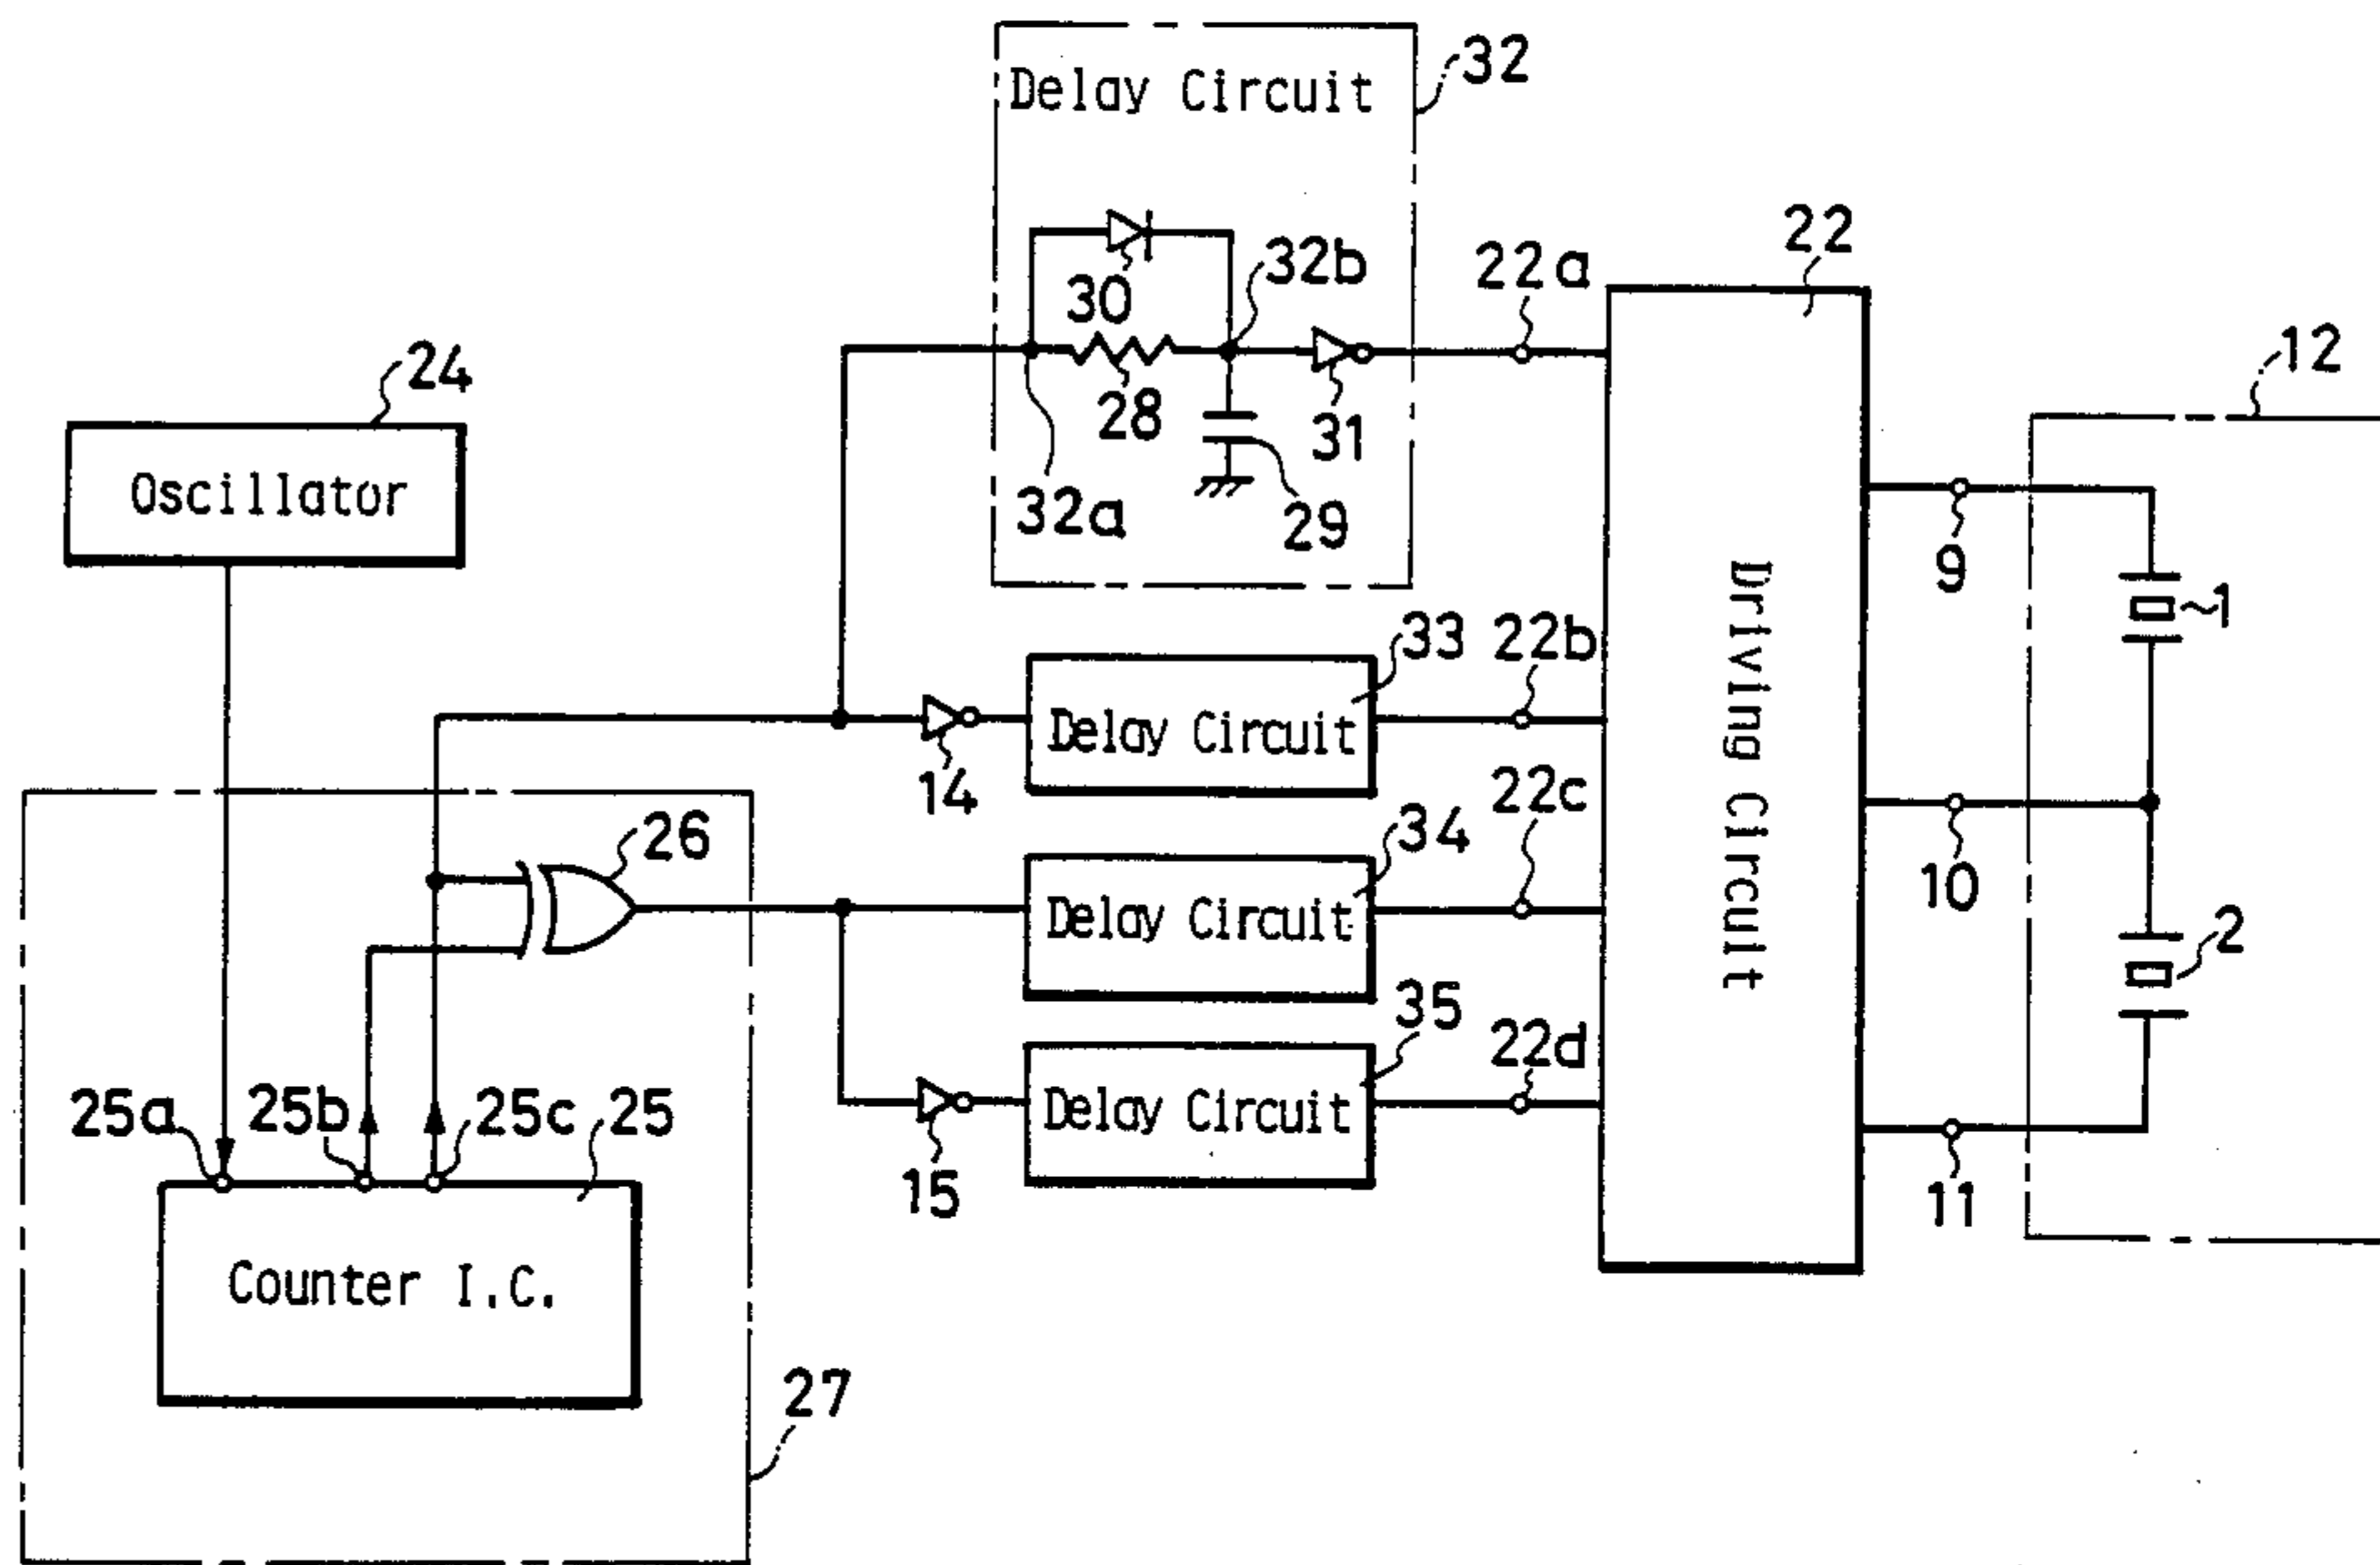 Delay Circuit
32
30
32b
22a
22
28
31
32a
29
24
Oscillator
12
9
~1
33
22b
Delay Circuit
14
Driving Circuit
26
34
22c
Delay Circuit
10
2
35
22d
Delay Circuit
15
11
25a
25b
25c
25
Counter I.C.
27